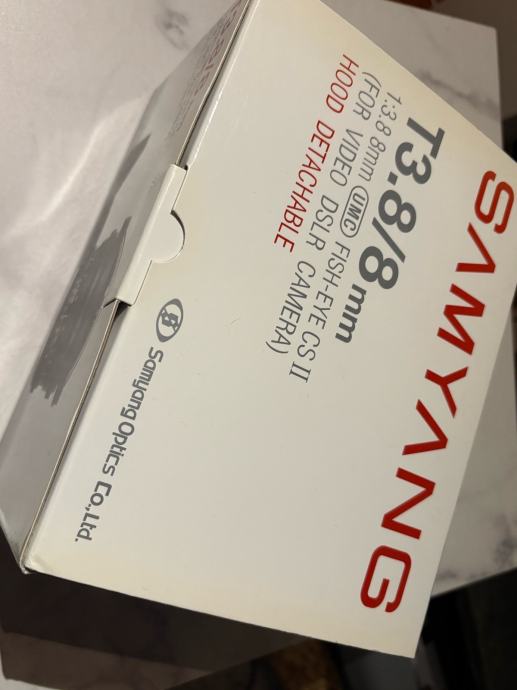 SAMYANG
T3.8/8mm
1:3.8 8mm UMC FISH-EYE CS II
(FOR VIDEO DSLR CAMERA)
HOOD DETACHABLE
Samyang Optics Co.,Ltd.